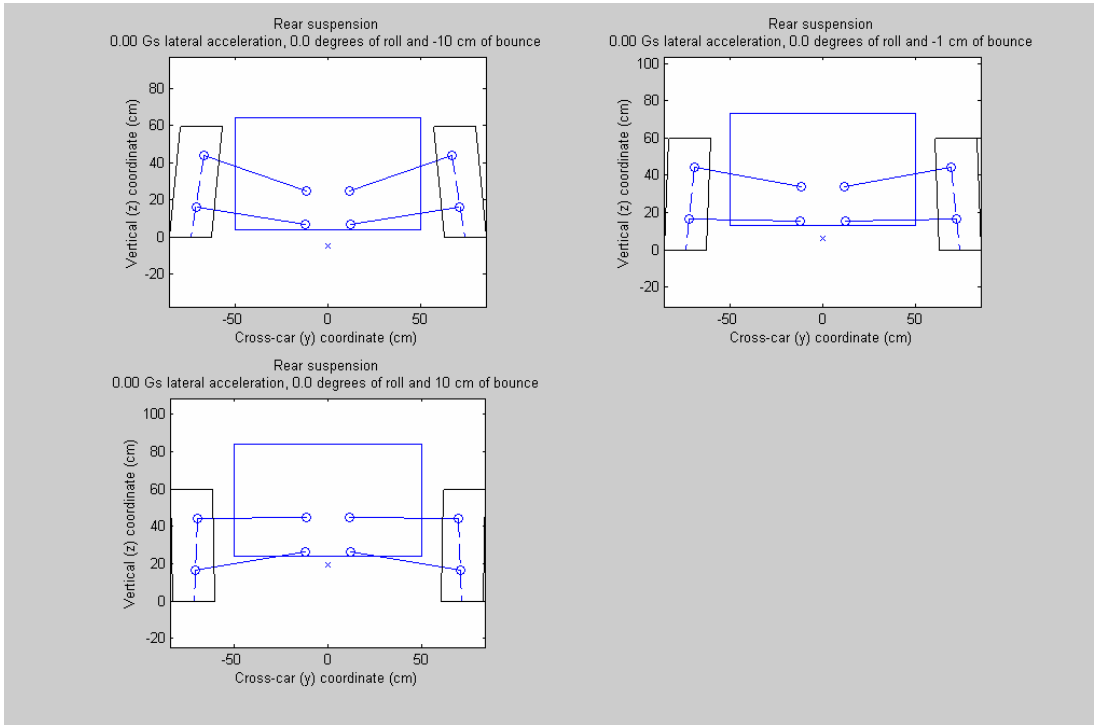 Rear suspension
0.00 Gs lateral acceleration, 0.0 degrees of roll and -10 cm of bounce
80
60
40
20
0
-20
Vertical (z) coordinate (cm)
-50
0
50
Cross-car (y) coordinate (cm)
Rear suspension
0.00 Gs lateral acceleration, 0.0 degrees of roll and -1 cm of bounce
100
80
60
40
20
0
-20
Vertical (z) coordinate (cm)
-50
0
50
Cross-car (y) coordinate (cm)
Rear suspension
0.00 Gs lateral acceleration, 0.0 degrees of roll and 10 cm of bounce
100
80
60
40
20
0
-20
Vertical (z) coordinate (cm)
-50
0
50
Cross-car (y) coordinate (cm)